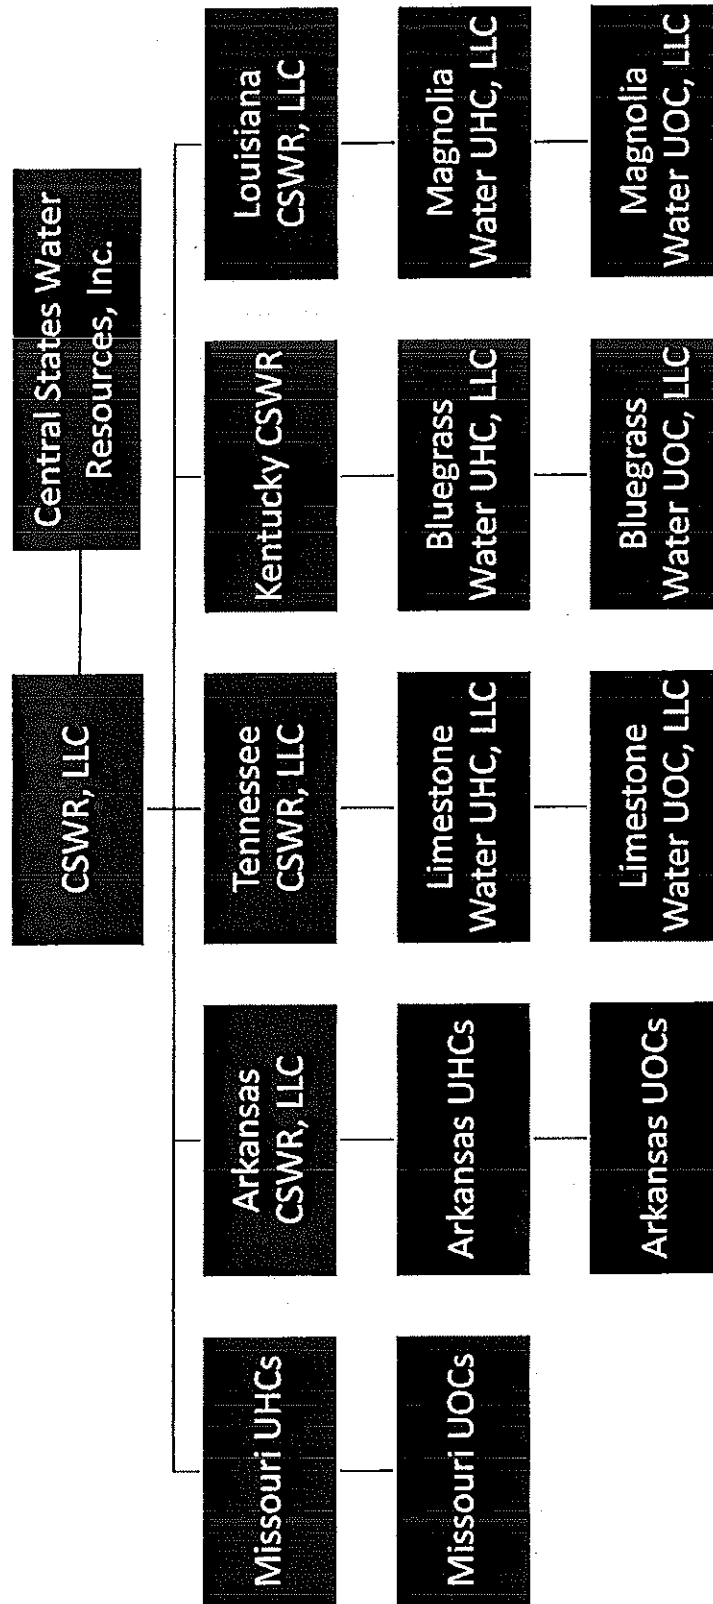 CSWR, LLC
Central States Water
Resources, Inc.
Missouri UHCs
Arkansas
CSWR, LLC
Tennessee
CSWR, LLC
Kentucky CSWR
Louisiana
CSWR, LLC
Missouri UOCs
Arkansas UHCs
Limestone
Water UHC, LLC
Bluegrass
Water UHC, LLC
Magnolia
Water UHC, LLC
Arkansas UOCs
Limestone
Water UOC, LLC
Bluegrass
Water UOC, LLC
Magnolia
Water UOC, LLC